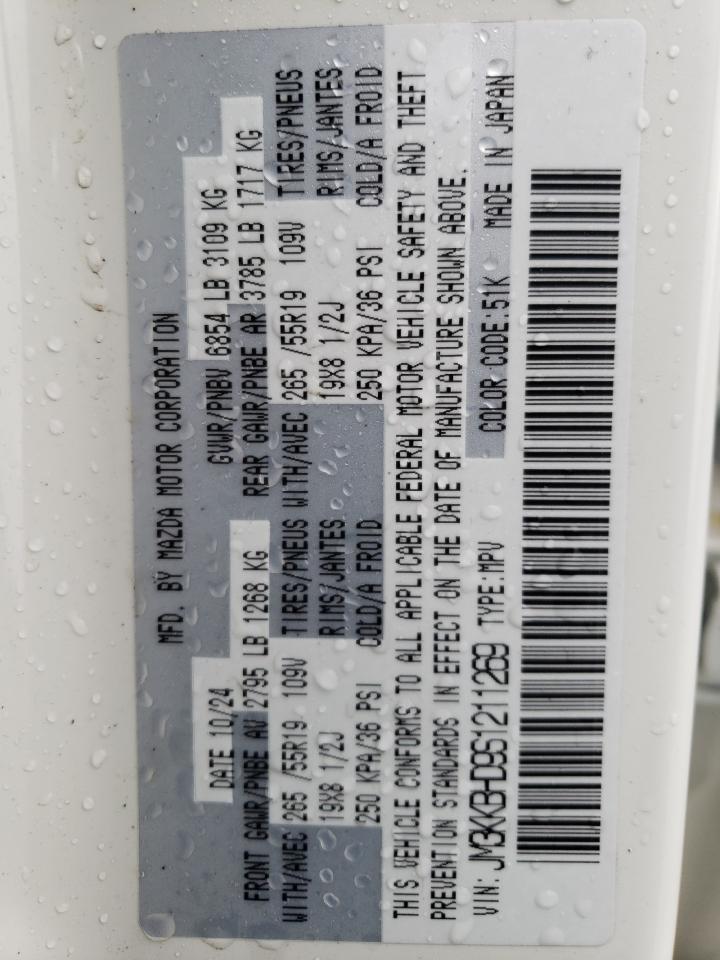 MFD. BY MAZDA MOTOR CORPORATION
DATE 10/24 GVWR/PNBV 6854 LB 3109 KG
FRONT GAWR/PNBE AV 2795 LB 1268 KG REAR GAWR/PNBE AR 3785 LB 1717 KG
WITH/AVEC 265 /55R19 109V TIRES/PNEUS WITH/AVEC 265 /55R19 109V TIRES/PNEUS
19X8 1/2J RIMS/JANTES 19X8 1/2J RIMS/JANTES
250 KPA/36 PSI COLD/A FROID 250 KPA/36 PSI COLD/A FROID
THIS VEHICLE CONFORMS TO ALL APPLICABLE FEDERAL MOTOR VEHICLE SAFETY AND THEFT
PREVENTION STANDARDS IN EFFECT ON THE DATE OF MANUFACTURE SHOWN ABOVE.
VIN: JM3KKBHD9S1211269 TYPE:MPV COLOR CODE:51K MADE IN JAPAN